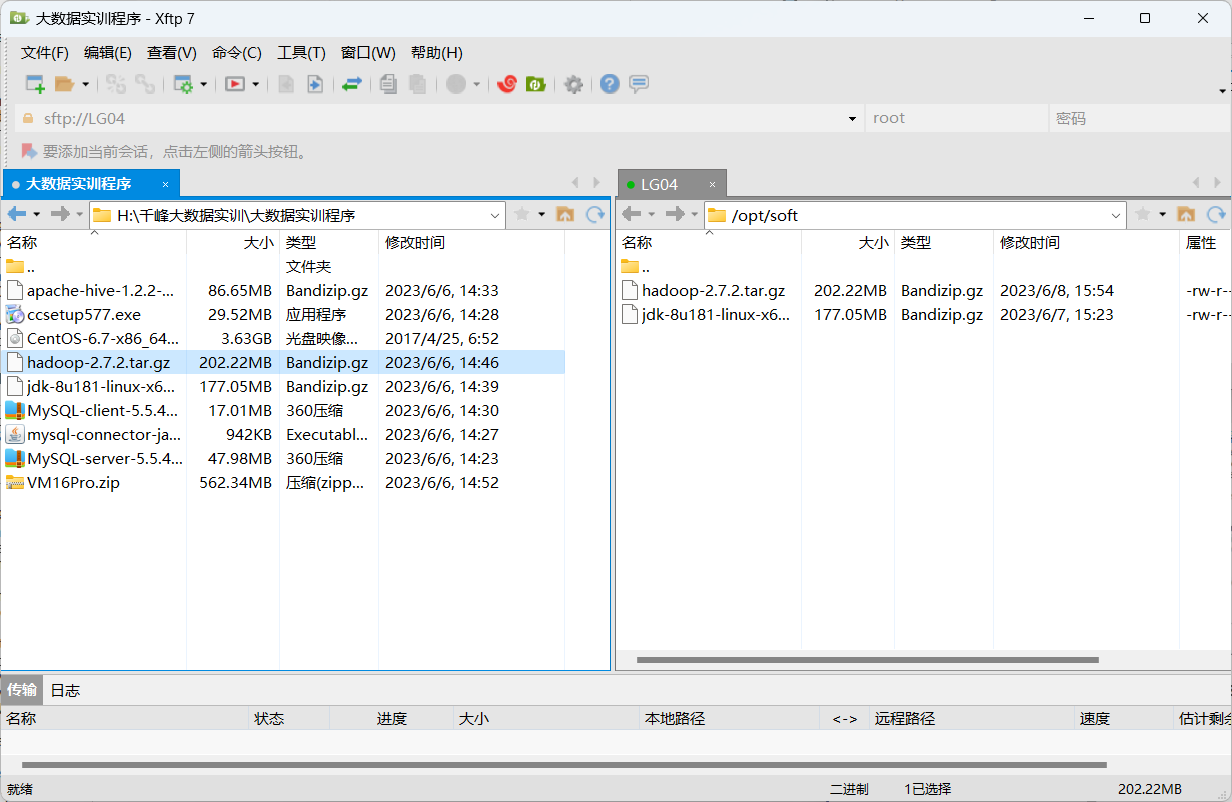 大数据实训程序 - Xftp 7
文件(F) 编辑(E) 查看(V) 命令(C) 工具(T) 窗口(W) 帮助(H)
sftp://LG04 root 密码
要添加当前会话，点击左侧的箭头按钮。
大数据实训程序 × LG04 ×
H:\千峰大数据实训\大数据实训程序 /opt/soft
名称 大小 类型 修改时间
.. 文件夹
apache-hive-1.2.2-... 86.65MB Bandizip.gz 2023/6/6, 14:33
ccsetup577.exe 29.52MB 应用程序 2023/6/6, 14:28
CentOS-6.7-x86_64... 3.63GB 光盘映像... 2017/4/25, 6:52
hadoop-2.7.2.tar.gz 202.22MB Bandizip.gz 2023/6/6, 14:46
jdk-8u181-linux-x6... 177.05MB Bandizip.gz 2023/6/6, 14:39
MySQL-client-5.5.4... 17.01MB 360压缩 2023/6/6, 14:30
mysql-connector-ja... 942KB Executabl... 2023/6/6, 14:27
MySQL-server-5.5.4... 47.98MB 360压缩 2023/6/6, 14:23
VM16Pro.zip 562.34MB 压缩(zipp... 2023/6/6, 14:52
名称 大小 类型 修改时间 属性
..
hadoop-2.7.2.tar.gz 202.22MB Bandizip.gz 2023/6/8, 15:54 -rw-r--
jdk-8u181-linux-x6... 177.05MB Bandizip.gz 2023/6/7, 15:23 -rw-r--
传输 日志
名称 状态 进度 大小 本地路径 <-> 远程路径 速度 估计剩余
就绪 二进制 1已选择 202.22MB